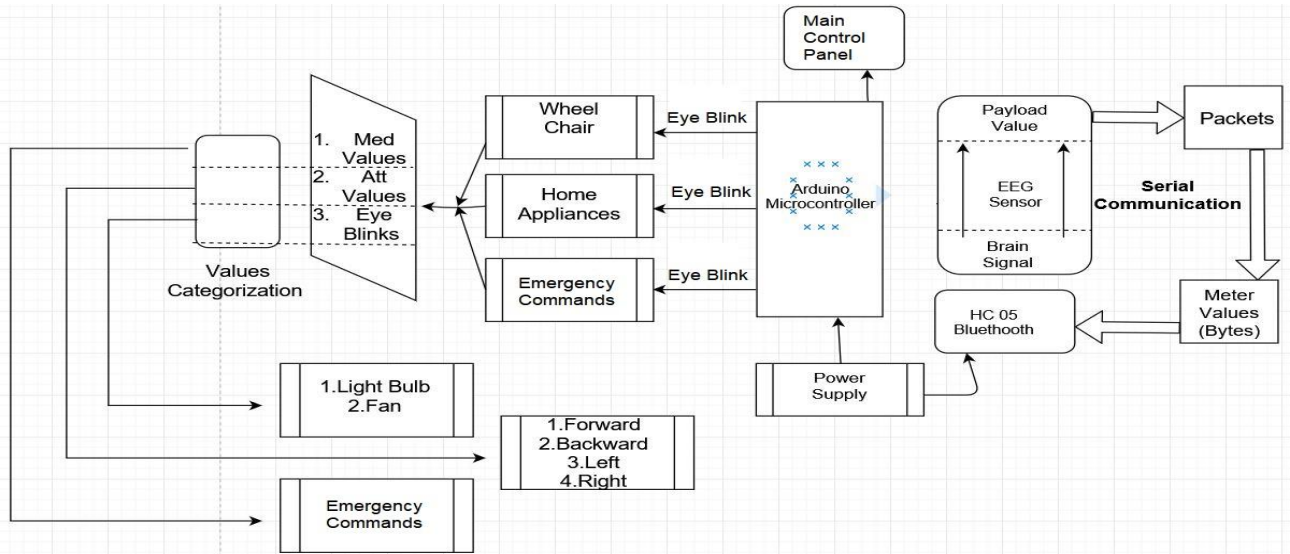 Main
Control
Panel
Wheel
Chair
Eye Blink
Payload
Value
Packets
1. Med
Values
2. Att
Values
3. Eye
Blinks
Home
Appliances
Eye Blink
Arduino
Microcontroller
EEG
Sensor
Serial
Communication
Brain
Signal
Values
Categorization
Emergency
Commands
Eye Blink
HC 05
Bluethooth
Meter
Values
(Bytes)
Power
Supply
1.Light Bulb
2.Fan
1.Forward
2.Backward
3.Left
4.Right
Emergency
Commands